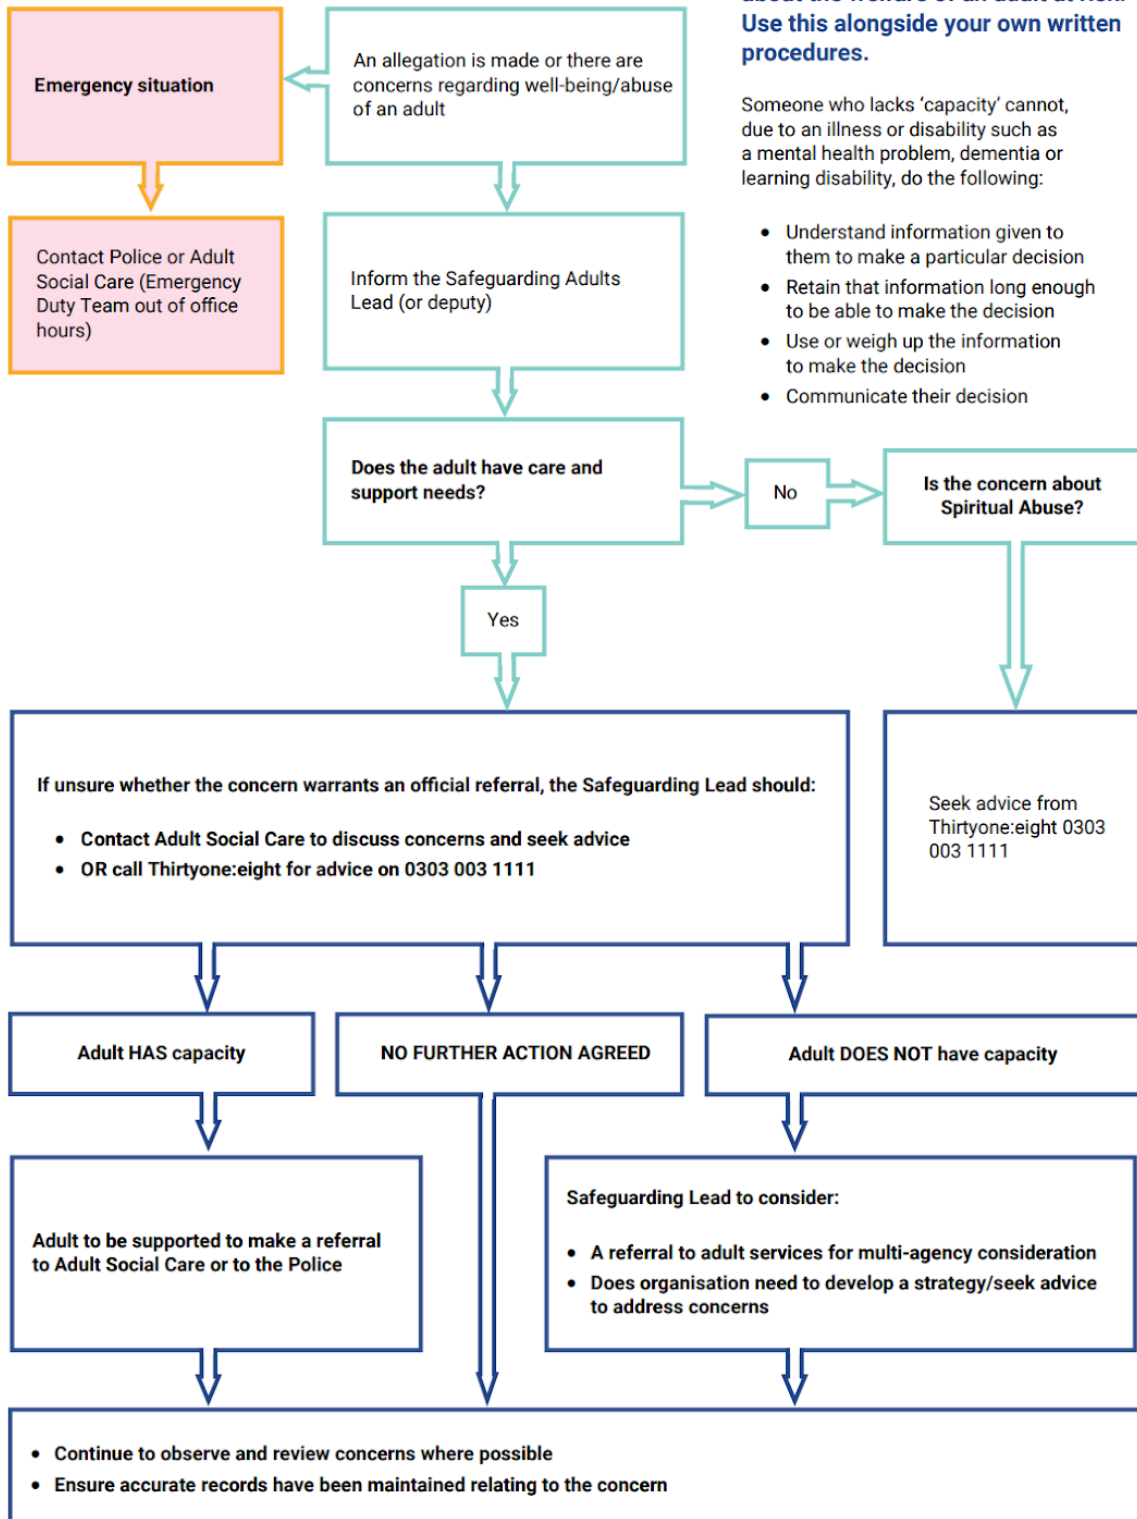 about the welfare of an adult at risk.
Use this alongside your own written
procedures.
Someone who lacks ‘capacity’ cannot,
due to an illness or disability such as
a mental health problem, dementia or
learning disability, do the following:
• Understand information given to
them to make a particular decision
• Retain that information long enough
to be able to make the decision
• Use or weigh up the information
to make the decision
• Communicate their decision
Emergency situation
An allegation is made or there are
concerns regarding well-being/abuse
of an adult
Contact Police or Adult
Social Care (Emergency
Duty Team out of office
hours)
Inform the Safeguarding Adults
Lead (or deputy)
Does the adult have care and
support needs?
No
Is the concern about
Spiritual Abuse?
Yes
If unsure whether the concern warrants an official referral, the Safeguarding Lead should:
• Contact Adult Social Care to discuss concerns and seek advice
• OR call Thirtyone:eight for advice on 0303 003 1111
Seek advice from
Thirtyone:eight 0303
003 1111
Adult HAS capacity
NO FURTHER ACTION AGREED
Adult DOES NOT have capacity
Adult to be supported to make a referral
to Adult Social Care or to the Police
Safeguarding Lead to consider:
• A referral to adult services for multi-agency consideration
• Does organisation need to develop a strategy/seek advice
to address concerns
• Continue to observe and review concerns where possible
• Ensure accurate records have been maintained relating to the concern